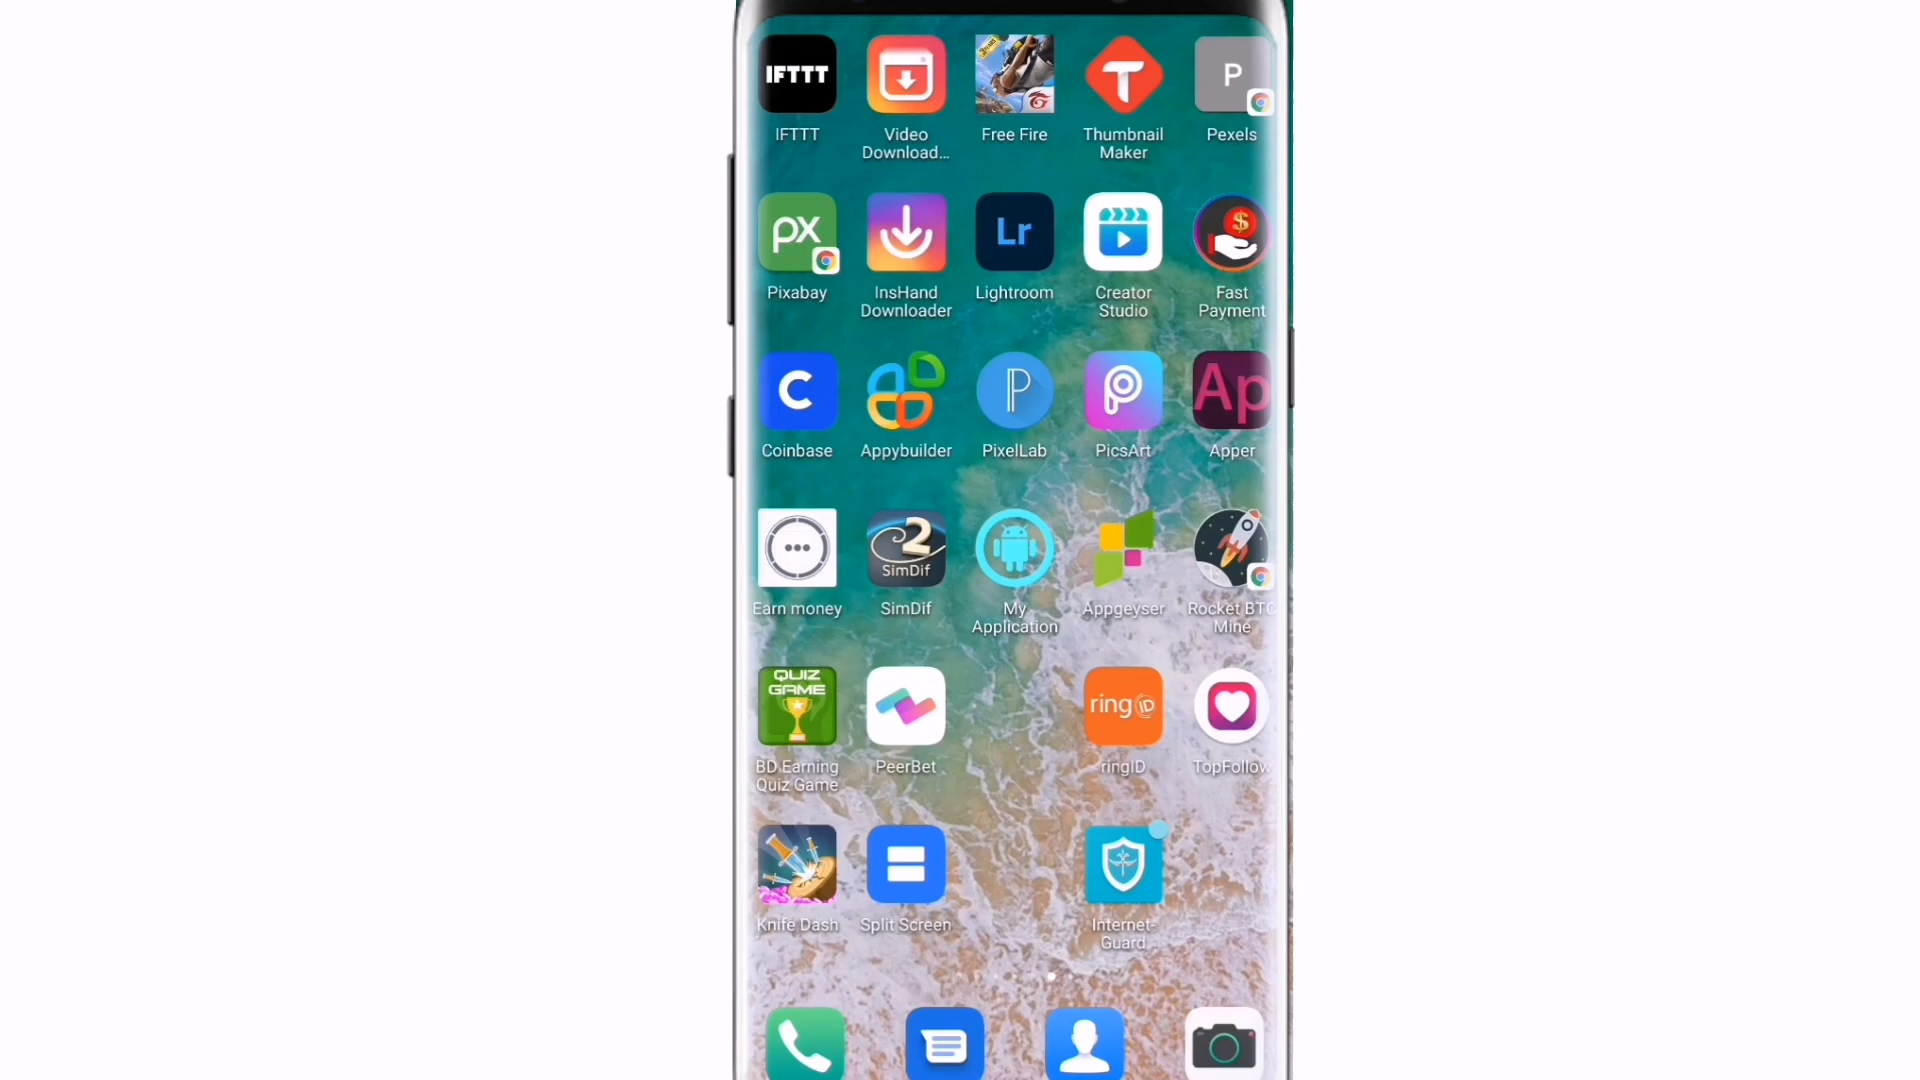 IFTTT
P
IFTTT
Video
Download...
Free Fire
Thumbnail
Maker
Pexels
px
Lr
$
Pixabay
InsHand
Downloader
Lightroom
Creator
Studio
Fast
Payment
C
P
P
Ap
Coinbase
Appybuilder
PixelLab
PicsArt
Apper
2
SimDif
Earn money
SimDif
My
Application
Appgeyser
Rocket BTC
Mine
QUIZ
GAME
ring ID
BD Earning
Quiz Game
PeerBet
ringID
TopFollow
Knife Dash
Split Screen
Internet-
Guard